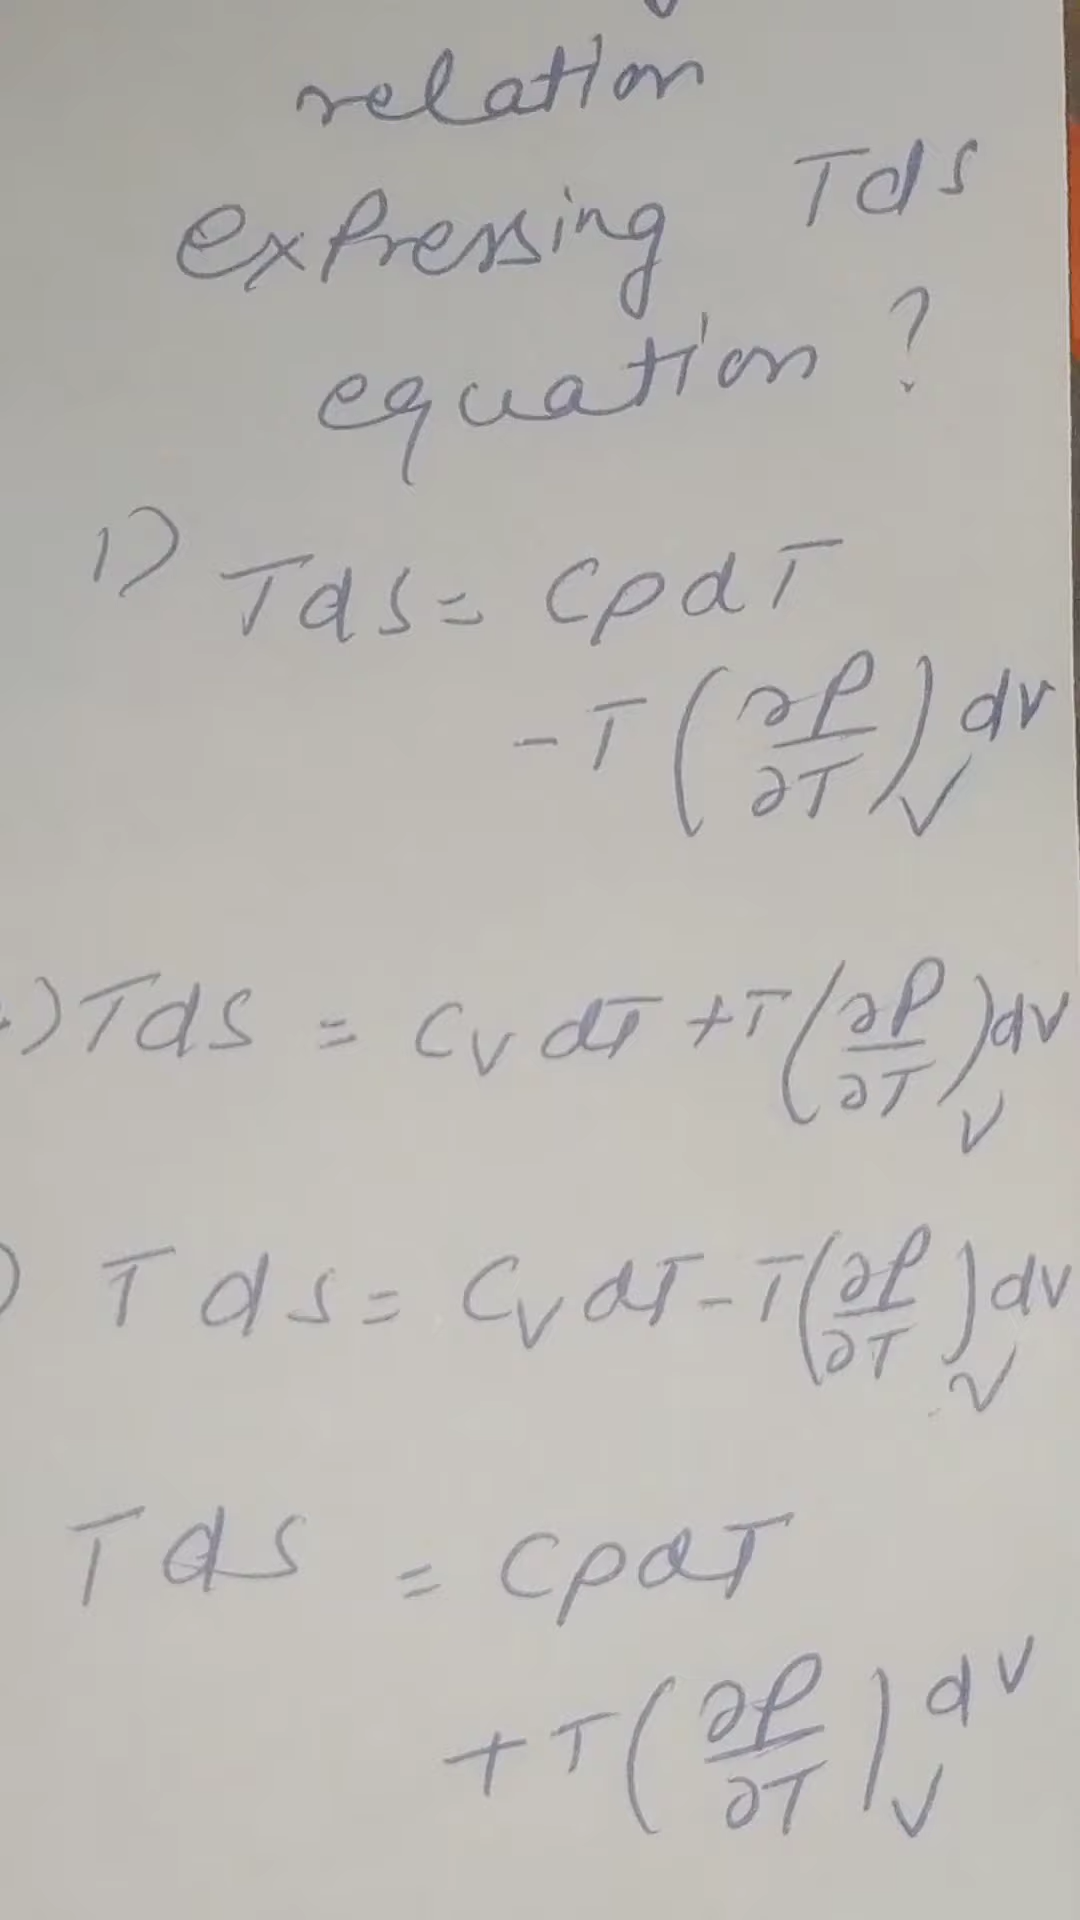 relation
expressing Tds
equation ?
1) Tds = CpdT
-T(∂P/∂T)v dv
) Tds = Cv dT + T(∂P/∂T)v dv
) Tds = Cv dT - T(∂P/∂T)v dv
Tds = CpdT
+ T(∂P/∂T)v dv